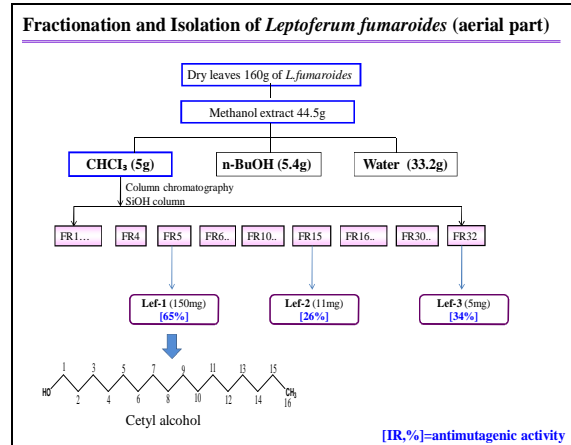 Fractionation and Isolation of Leptoferum fumaroides (aerial part)
Dry leaves 160g of L.fumaroides
Methanol extract 44.5g
CHCI₃ (5g)
n-BuOH (5.4g)
Water (33.2g)
Column chromatography
SiOH column
FR1…
FR4
FR5
FR6..
FR10..
FR15
FR16..
FR30..
FR32
Lef-1 (150mg)
[65%]
Lef-2 (11mg)
[26%]
Lef-3 (5mg)
[34%]
1 3 5 7 9 11 13 15
HO CH₃
2 4 6 8 10 12 14 16
Cetyl alcohol
[IR,%]=antimutagenic activity